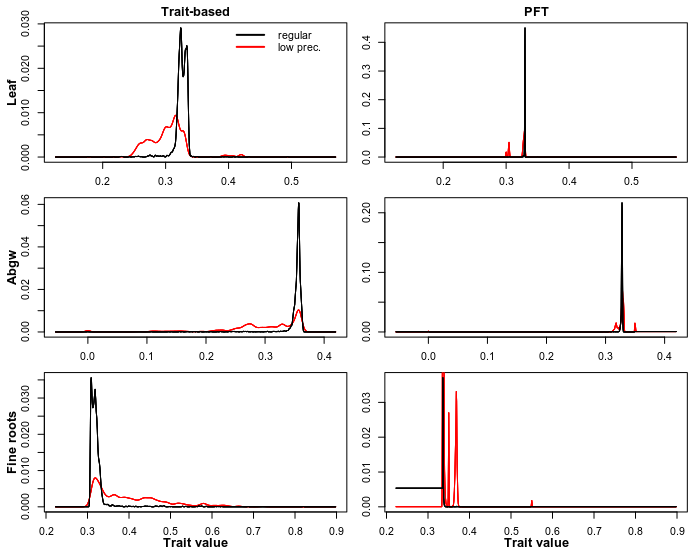 Trait-based PFT
regular
low prec.
Leaf
0.000 0.010 0.020 0.030
0.2 0.3 0.4 0.5
0.0 0.1 0.2 0.3 0.4
0.2 0.3 0.4 0.5
Abgw
0.00 0.02 0.04 0.06
0.0 0.1 0.2 0.3 0.4
0.00 0.10 0.20
0.0 0.1 0.2 0.3 0.4
Fine roots
0.000 0.010 0.020 0.030
0.2 0.3 0.4 0.5 0.6 0.7 0.8 0.9
0.00 0.01 0.02 0.03
0.2 0.3 0.4 0.5 0.6 0.7 0.8 0.9
Trait value Trait value